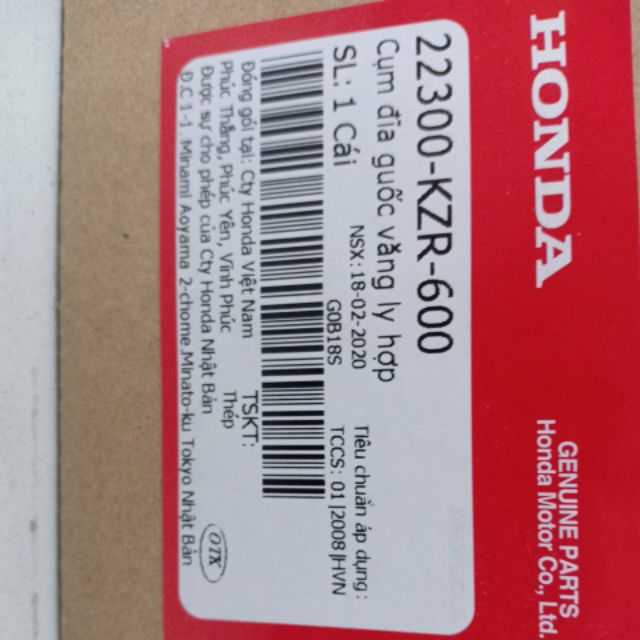 HONDA
GENUINE PARTS
Honda Motor Co., Ltd
22300-KZR-600
Cụm đĩa guốc văng ly hợp
SL: 1 Cái
NSX: 18-02-2020
G0B18S
Tiêu chuẩn áp dụng :
TCCS: 01|2008|HVN
Đóng gói tại: Cty Honda Việt Nam
Phúc Thắng, Phúc Yên, Vĩnh Phúc
Được sự cho phép của Cty Honda Nhật Bản
Đ.C 1-1. Minami Aoyama 2-chome.Minato-ku Tokyo Nhật Bản
TSKT:
Thép
OTK